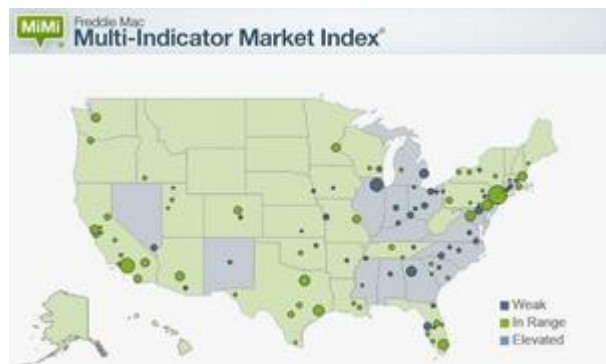 MiMi
Freddie Mac
Multi-Indicator Market Index®
Weak
In Range
Elevated